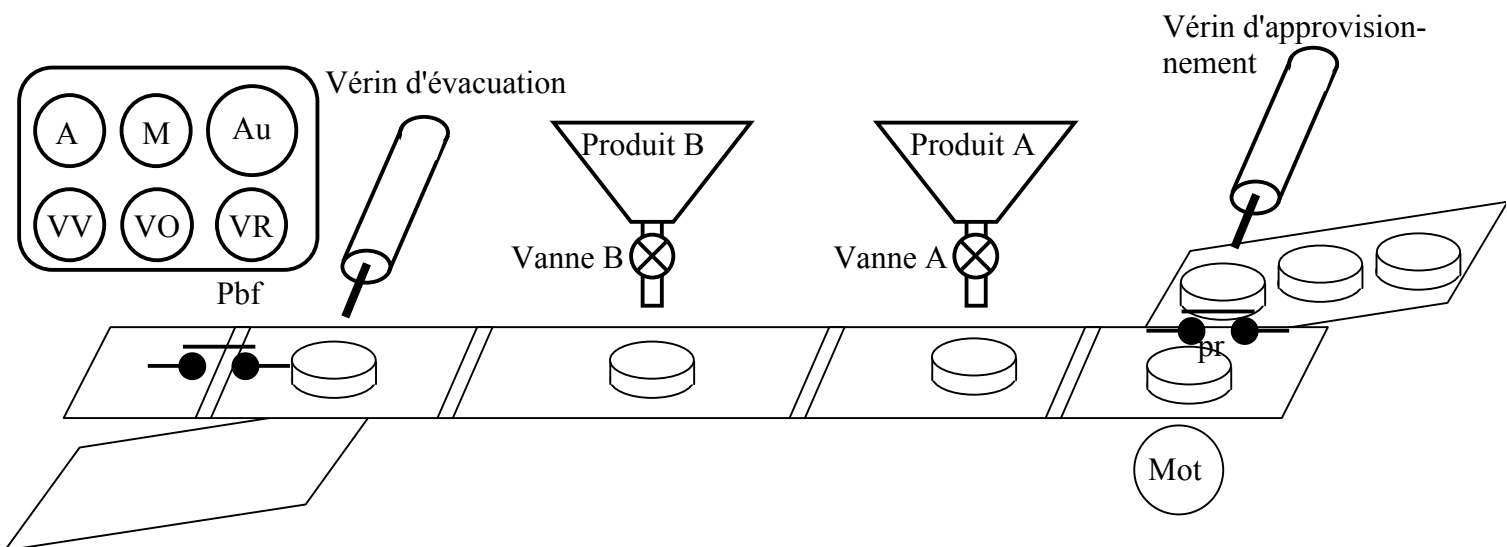 Vérin d'approvision-
nement
Vérin d'évacuation
A M Au
VV VO VR
Produit B
Produit A
Vanne B
Vanne A
Pbf
pr
Mot